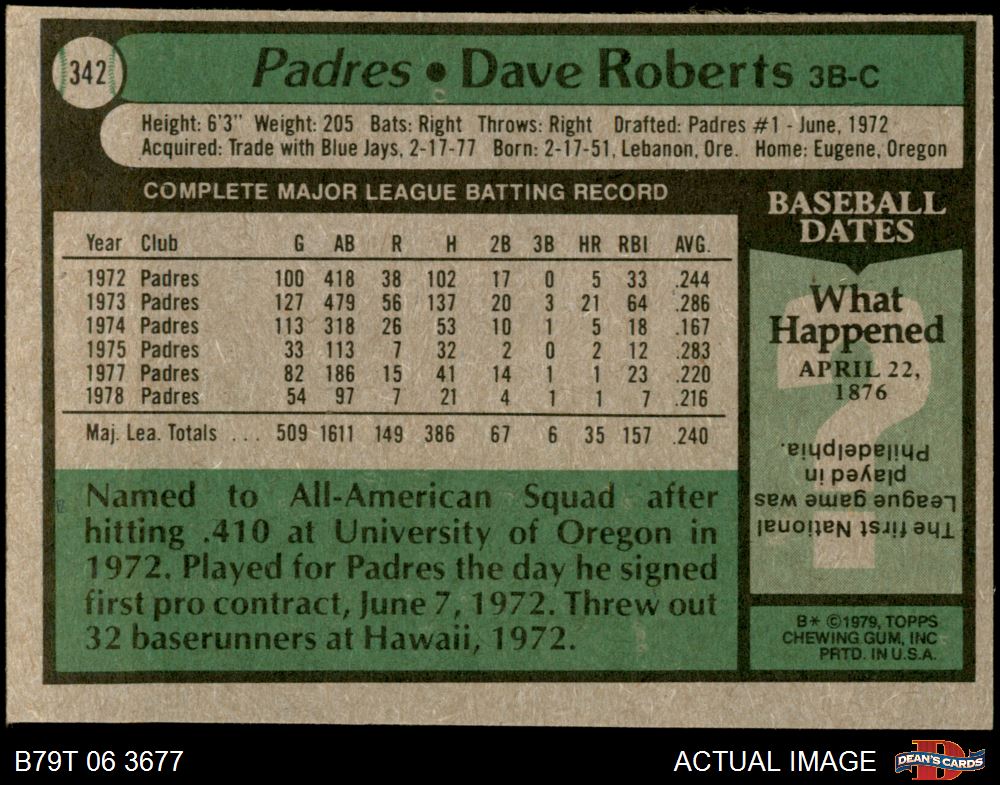 342
Padres • Dave Roberts 3B-C
Height: 6'3" Weight: 205 Bats: Right Throws: Right Drafted: Padres #1 - June, 1972
Acquired: Trade with Blue Jays, 2-17-77 Born: 2-17-51, Lebanon, Ore. Home: Eugene, Oregon
COMPLETE MAJOR LEAGUE BATTING RECORD
Year Club G AB R H 2B 3B HR RBI AVG.
1972 Padres 100 418 38 102 17 0 5 33 .244
1973 Padres 127 479 56 137 20 3 21 64 .286
1974 Padres 113 318 26 53 10 1 5 18 .167
1975 Padres 33 113 7 32 2 0 2 12 .283
1977 Padres 82 186 15 41 14 1 1 23 .220
1978 Padres 54 97 7 21 4 1 1 7 .216
Maj. Lea. Totals ... 509 1611 149 386 67 6 35 157 .240
Named to All-American Squad after
hitting .410 at University of Oregon in
1972. Played for Padres the day he signed
first pro contract, June 7, 1972. Threw out
32 baserunners at Hawaii, 1972.
BASEBALL
DATES
What
Happened
APRIL 22,
1876
?
The first National
League game was
played in
Philadelphia.
B* ©1979, TOPPS
CHEWING GUM, INC
PRTD. IN U.S.A.
B79T 06 3677
ACTUAL IMAGE
D
DEAN'S CARDS